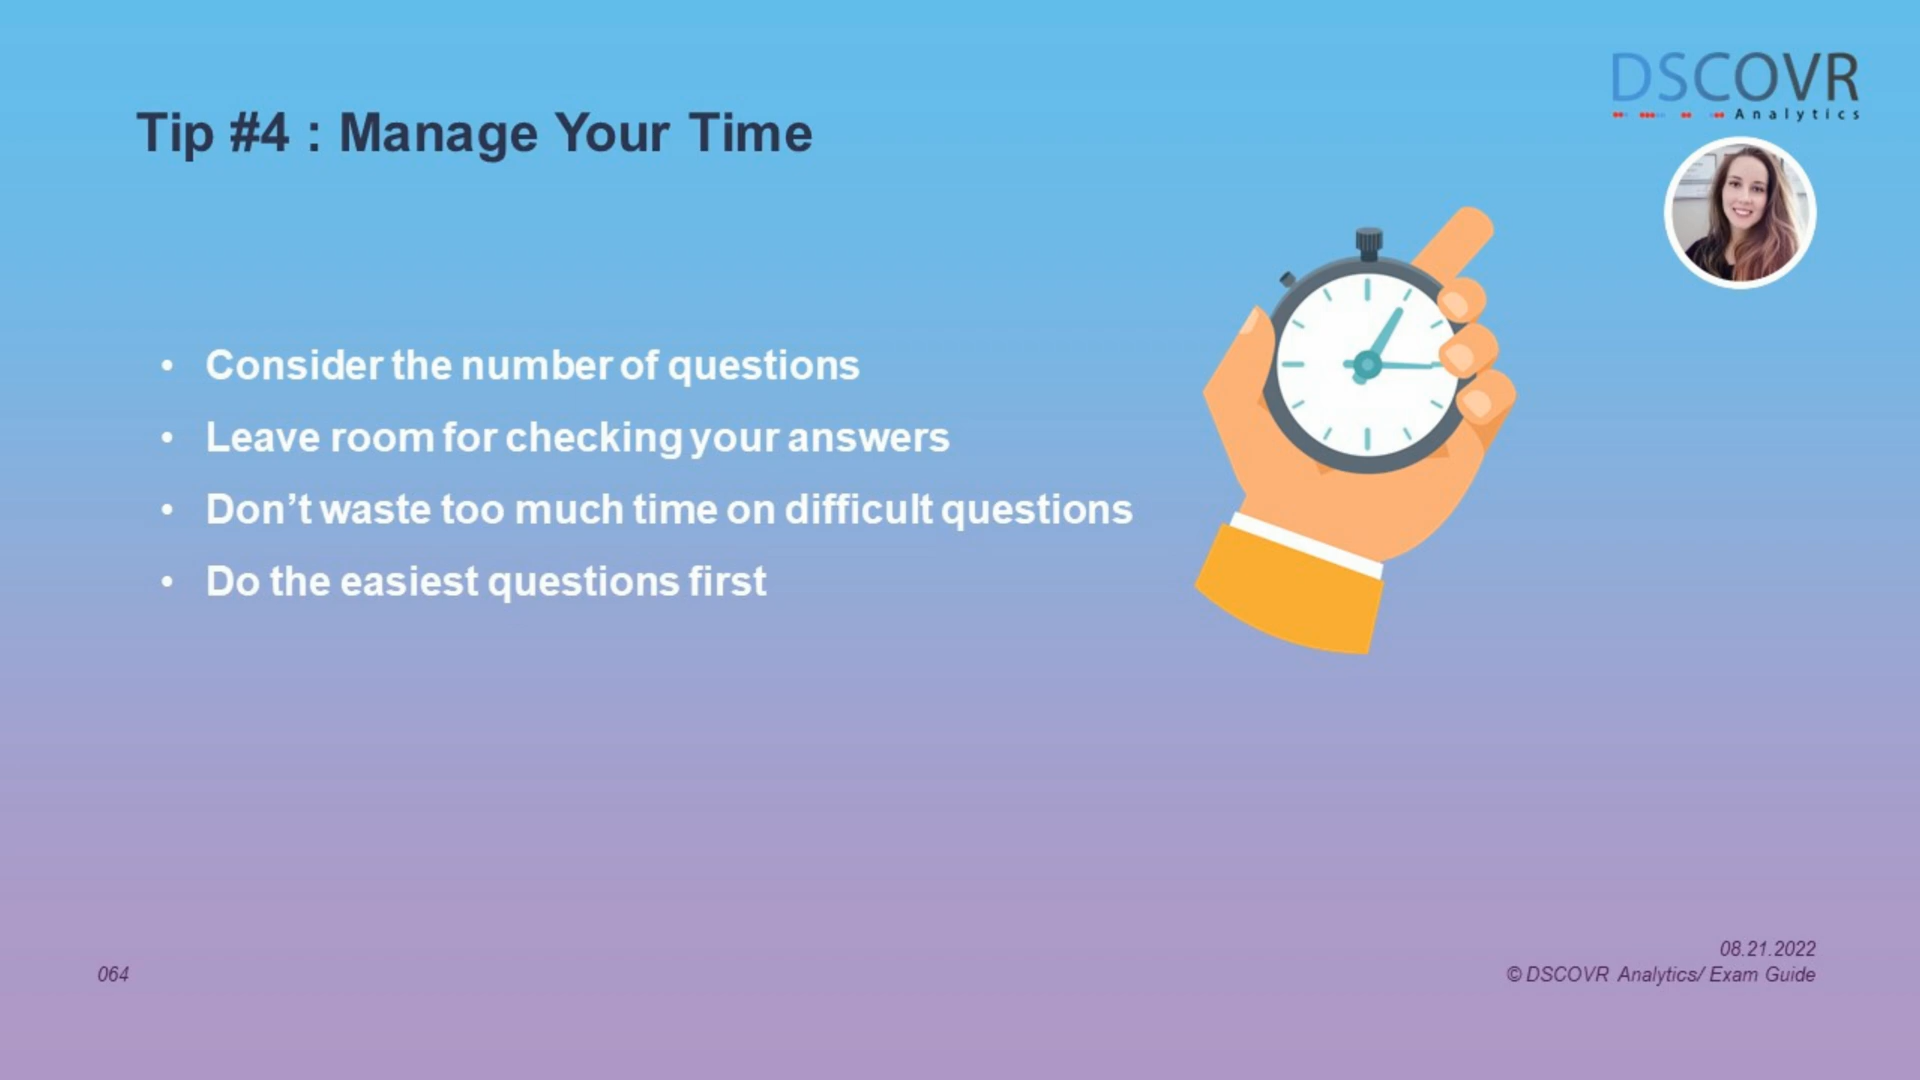 DSCOVR
Analytics
Tip #4 : Manage Your Time
• Consider the number of questions
• Leave room for checking your answers
• Don’t waste too much time on difficult questions
• Do the easiest questions first
08.21.2022
064
© DSCOVR Analytics/ Exam Guide